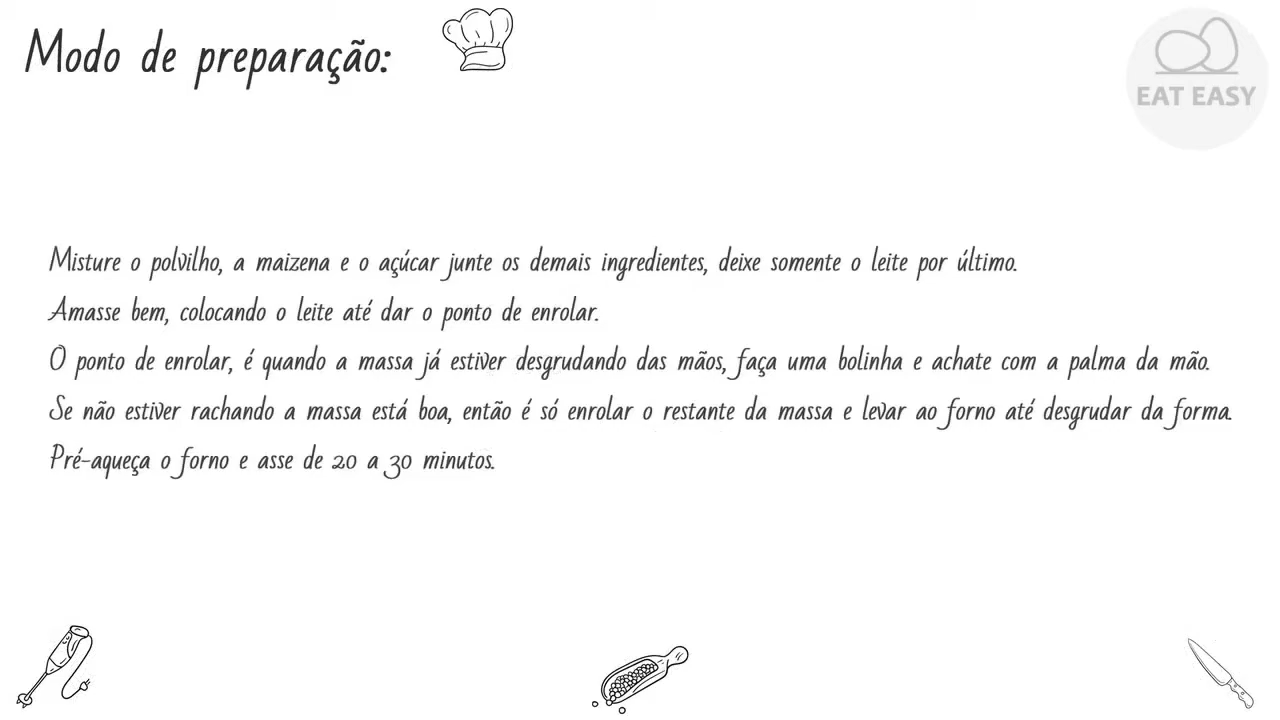 Modo de preparação:
EAT EASY
Misture o polvilho, a maizena e o açúcar junte os demais ingredientes, deixe somente o leite por último.
Amasse bem, colocando o leite até dar o ponto de enrolar.
O ponto de enrolar, é quando a massa já estiver desgrudando das mãos, faça uma bolinha e achate com a palma da mão.
Se não estiver rachando a massa está boa, então é só enrolar o restante da massa e levar ao forno até desgrudar da forma.
Pré-aqueça o forno e asse de 20 a 30 minutos.